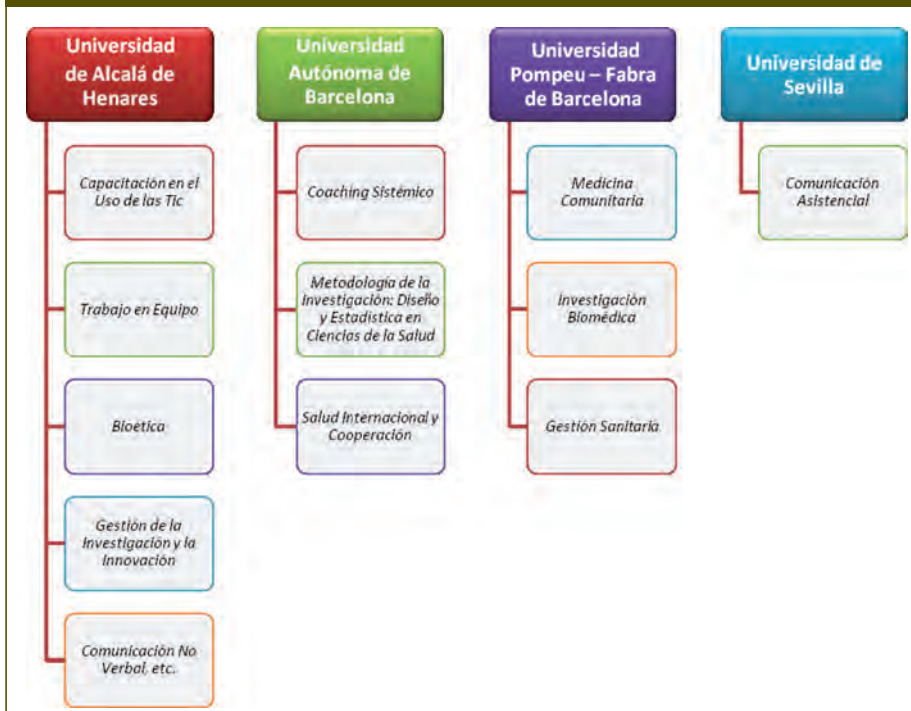 Universidad
de Alcalá de
Henares
Capacitación en el
Uso de las Tic
Trabajo en Equipo
Bioética
Gestión de la
Investigación y la
Innovación
Comunicación No
Verbal, etc.
Universidad
Autónoma de
Barcelona
Coaching Sistémico
Metodología de la
Investigación: Diseño
y Estadística en
Ciencias de la Salud
Salud Internacional y
Cooperación
Universidad
Pompeu – Fabra
de Barcelona
Medicina
Comunitaria
Investigación
Biomédica
Gestión Sanitaria
Universidad de
Sevilla
Comunicación
Asistencial